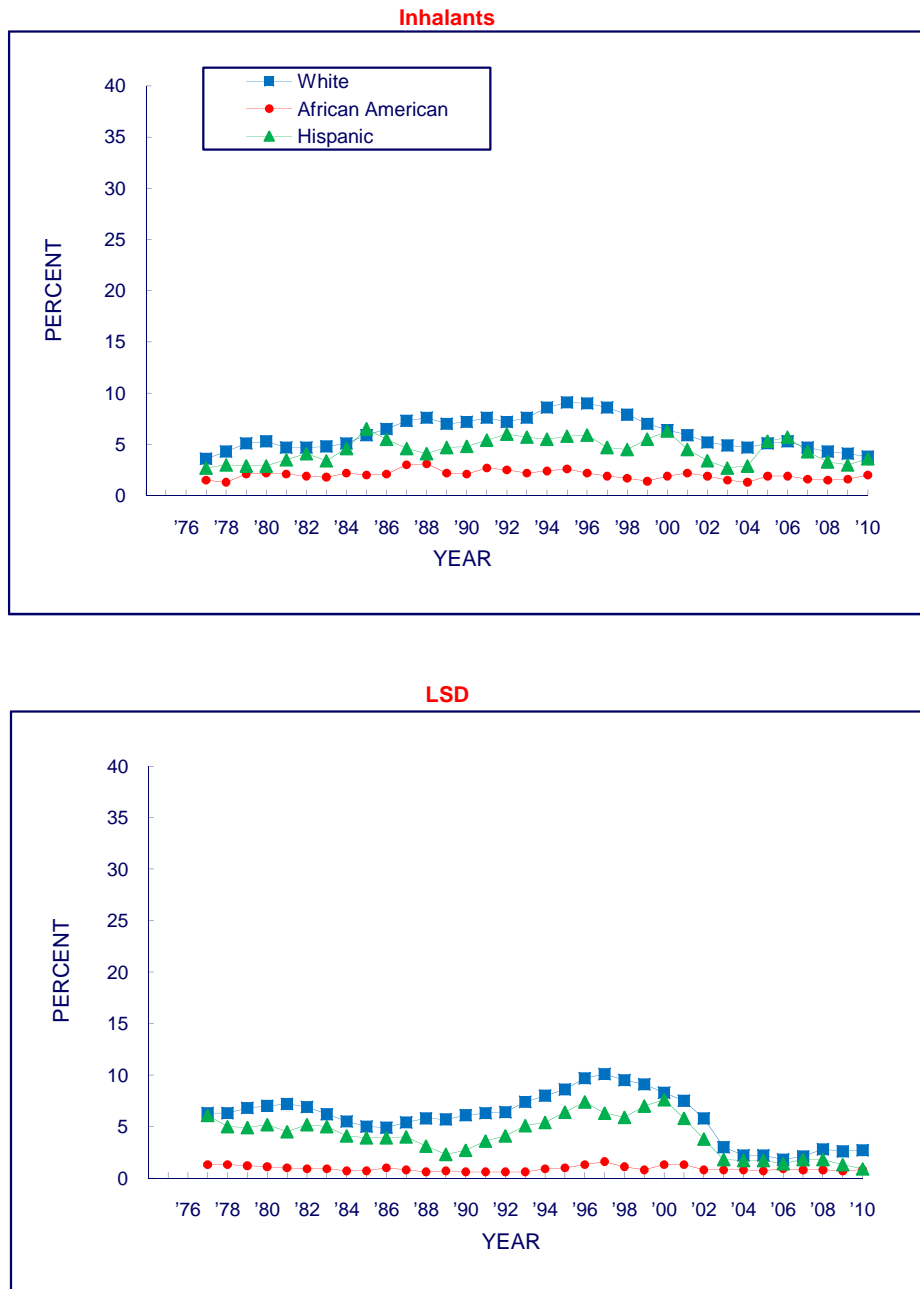 Inhalants
White
African American
Hispanic
40
35
30
25
20
15
10
5
0
PERCENT
’76 ’78 ’80 ’82 ’84 ’86 ’88 ’90 ’92 ’94 ’96 ’98 ’00 ’02 ’04 ’06 ’08 ’10
YEAR
LSD
40
35
30
25
20
15
10
5
0
PERCENT
’76 ’78 ’80 ’82 ’84 ’86 ’88 ’90 ’92 ’94 ’96 ’98 ’00 ’02 ’04 ’06 ’08 ’10
YEAR